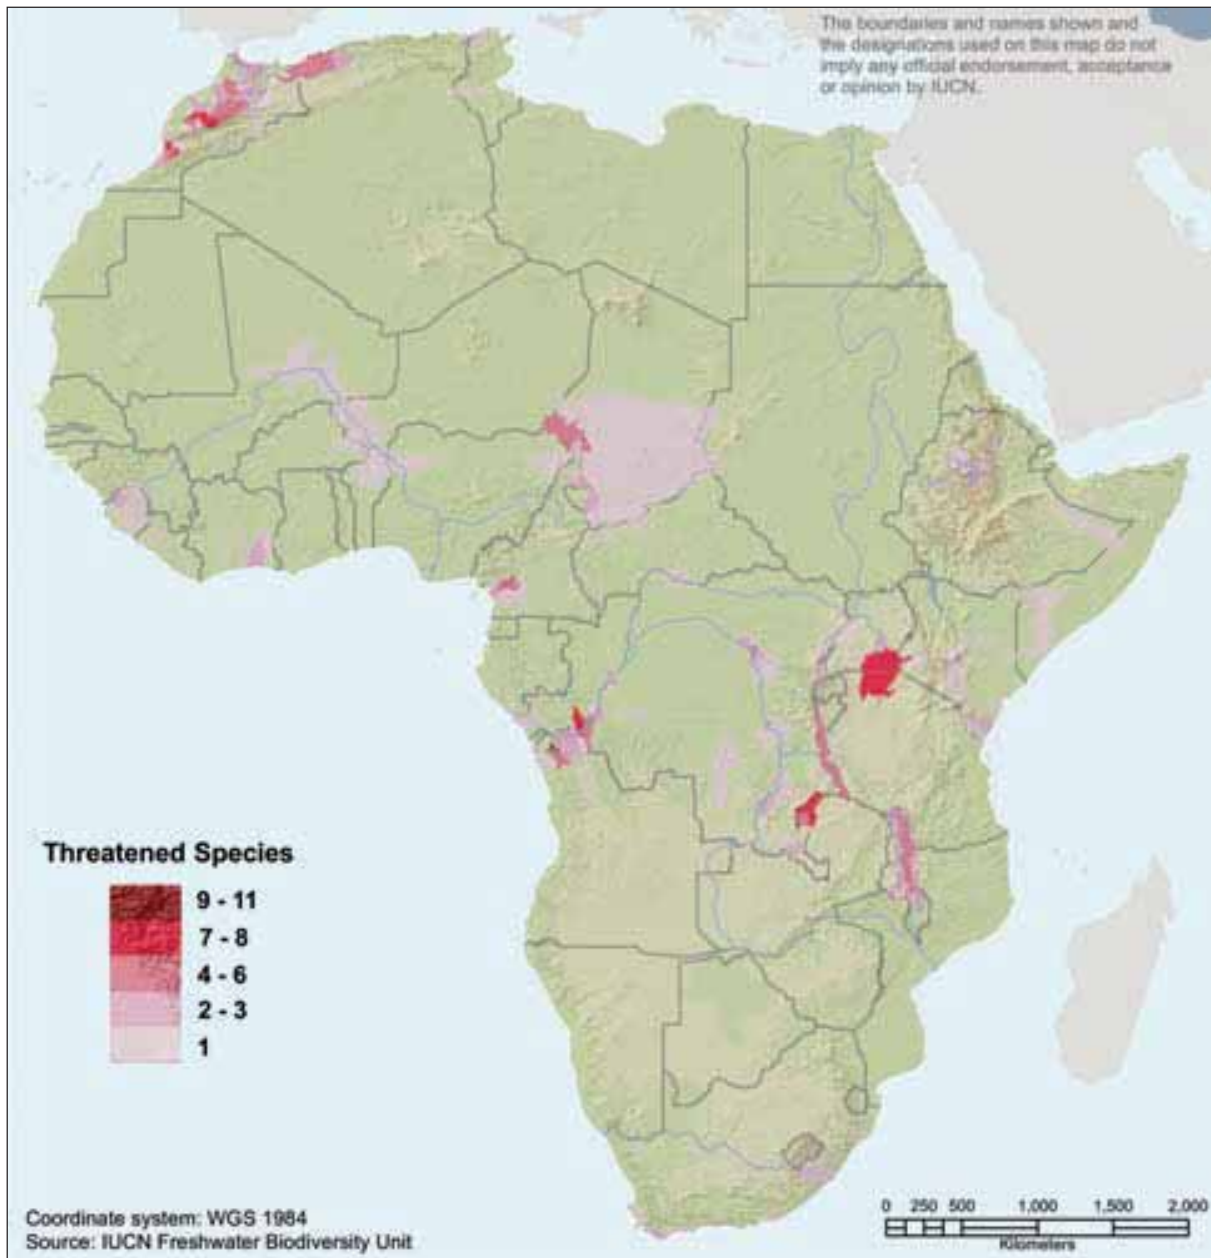 The boundaries and names shown and
the designations used on this map do not
imply any official endorsement, acceptance
or opinion by IUCN.
Threatened Species
9 - 11
7 - 8
4 - 6
2 - 3
1
Coordinate system: WGS 1984
Source: IUCN Freshwater Biodiversity Unit
0 250 500 1,000 1,500 2,000
Kilometers